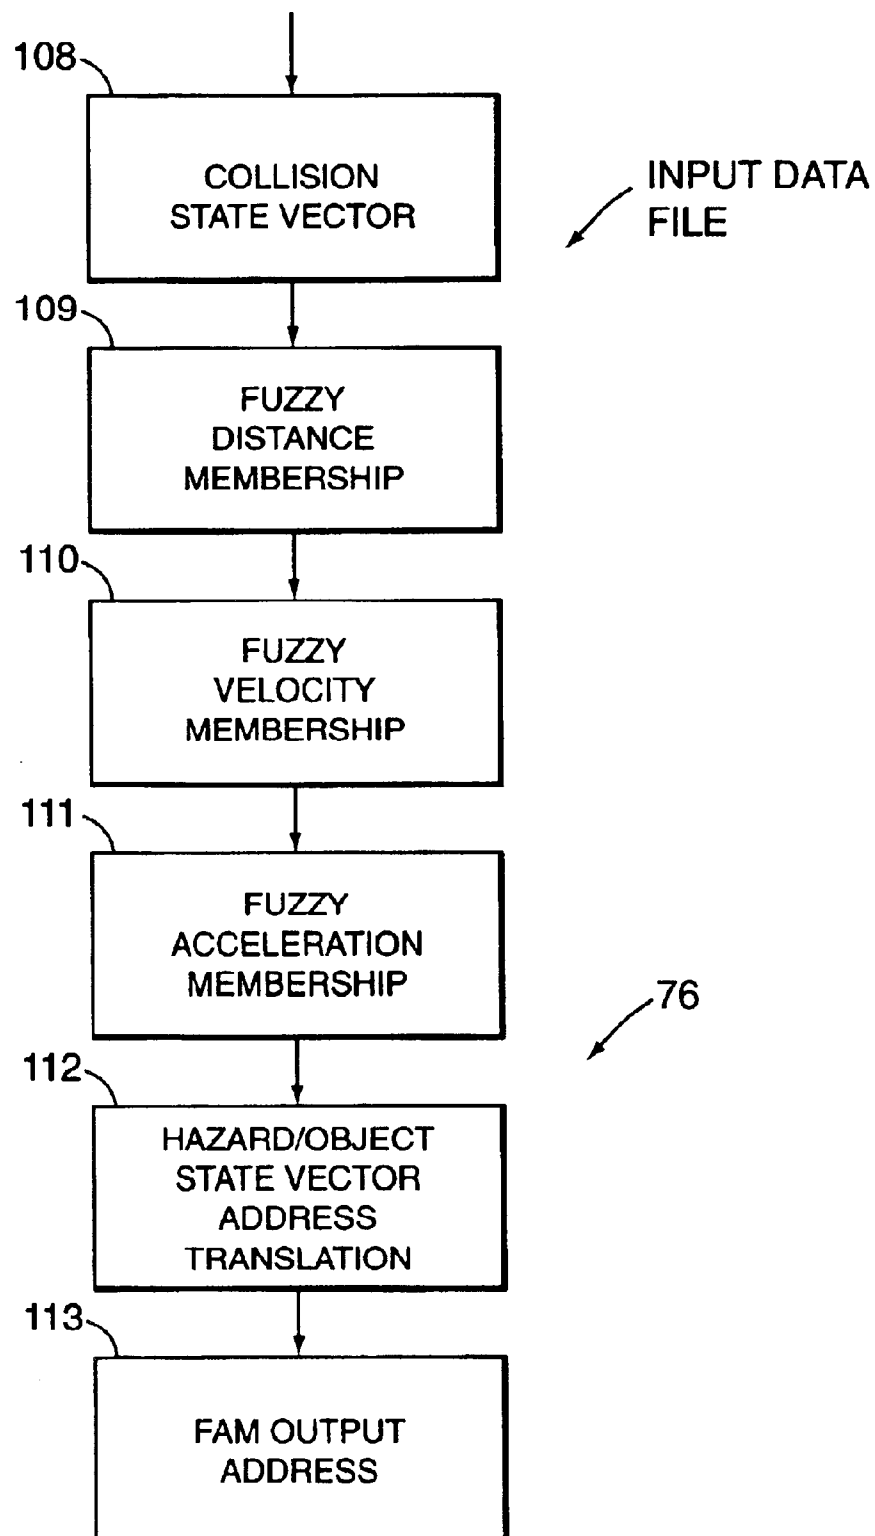 108
COLLISION
STATE VECTOR
INPUT DATA
FILE
109
FUZZY
DISTANCE
MEMBERSHIP
110
FUZZY
VELOCITY
MEMBERSHIP
111
FUZZY
ACCELERATION
MEMBERSHIP
76
112
HAZARD/OBJECT
STATE VECTOR
ADDRESS
TRANSLATION
113
FAM OUTPUT
ADDRESS